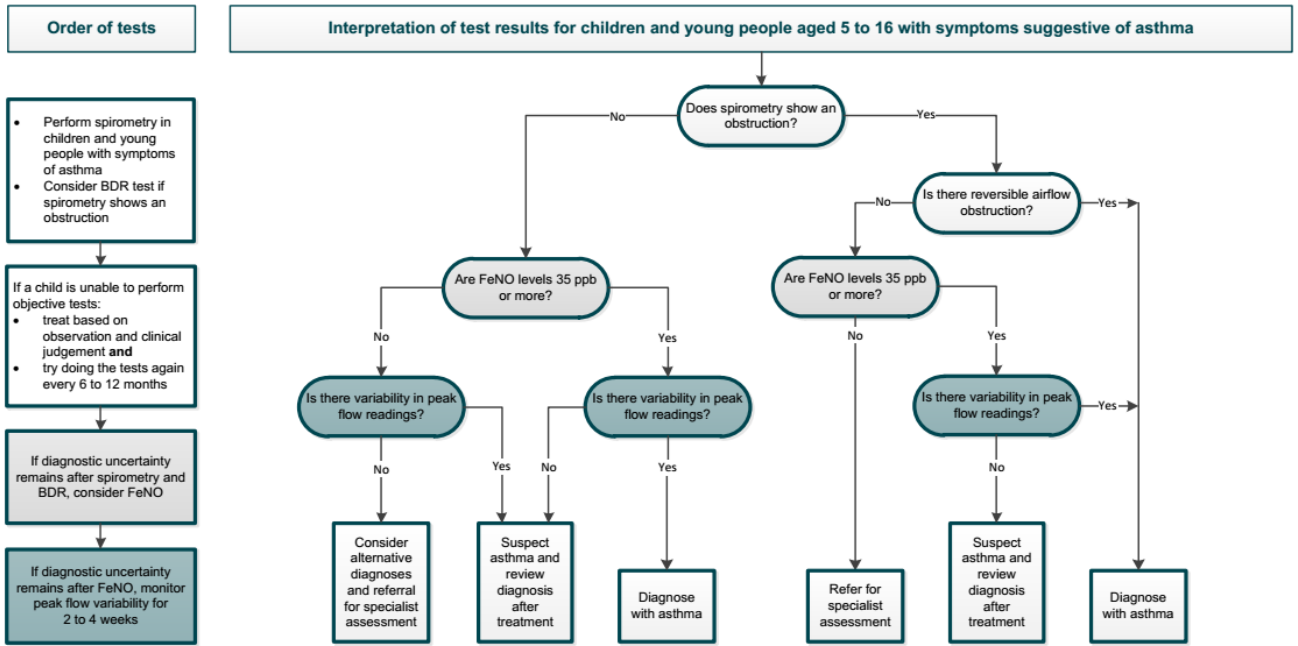 Order of tests
Interpretation of test results for children and young people aged 5 to 16 with symptoms suggestive of asthma
• Perform spirometry in
children and young
people with symptoms
of asthma
• Consider BDR test if
spirometry shows an
obstruction
If a child is unable to perform
objective tests:
• treat based on
observation and clinical
judgement and
• try doing the tests again
every 6 to 12 months
If diagnostic uncertainty
remains after spirometry and
BDR, consider FeNO
If diagnostic uncertainty
remains after FeNO, monitor
peak flow variability for
2 to 4 weeks
Does spirometry show an
obstruction?
No
Yes
Is there reversible airflow
obstruction?
No
Yes
Are FeNO levels 35 ppb
or more?
No
Yes
Are FeNO levels 35 ppb
or more?
No
Yes
Is there variability in peak
flow readings?
No
Yes
Is there variability in peak
flow readings?
No
Yes
Is there variability in peak
flow readings?
No
Yes
Consider
alternative
diagnoses
and referral
for specialist
assessment
Suspect
asthma and
review
diagnosis
after
treatment
Diagnose
with asthma
Refer for
specialist
assessment
Suspect
asthma and
review
diagnosis
after
treatment
Diagnose
with asthma